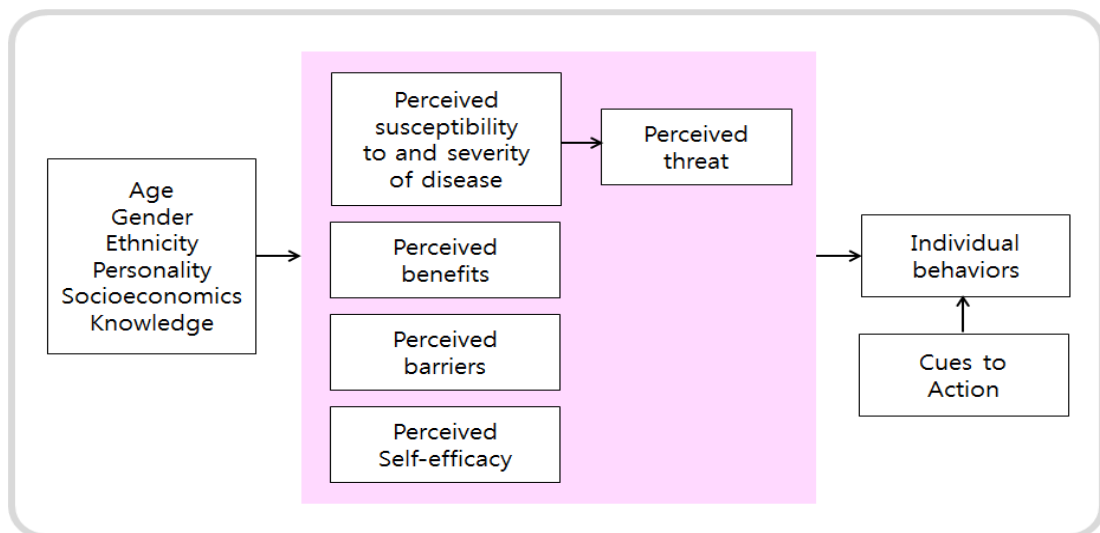 Age
Gender
Ethnicity
Personality
Socioeconomics
Knowledge
Perceived
susceptibility
to and severity
of disease
Perceived
threat
Perceived
benefits
Perceived
barriers
Perceived
Self-efficacy
Individual
behaviors
Cues to
Action